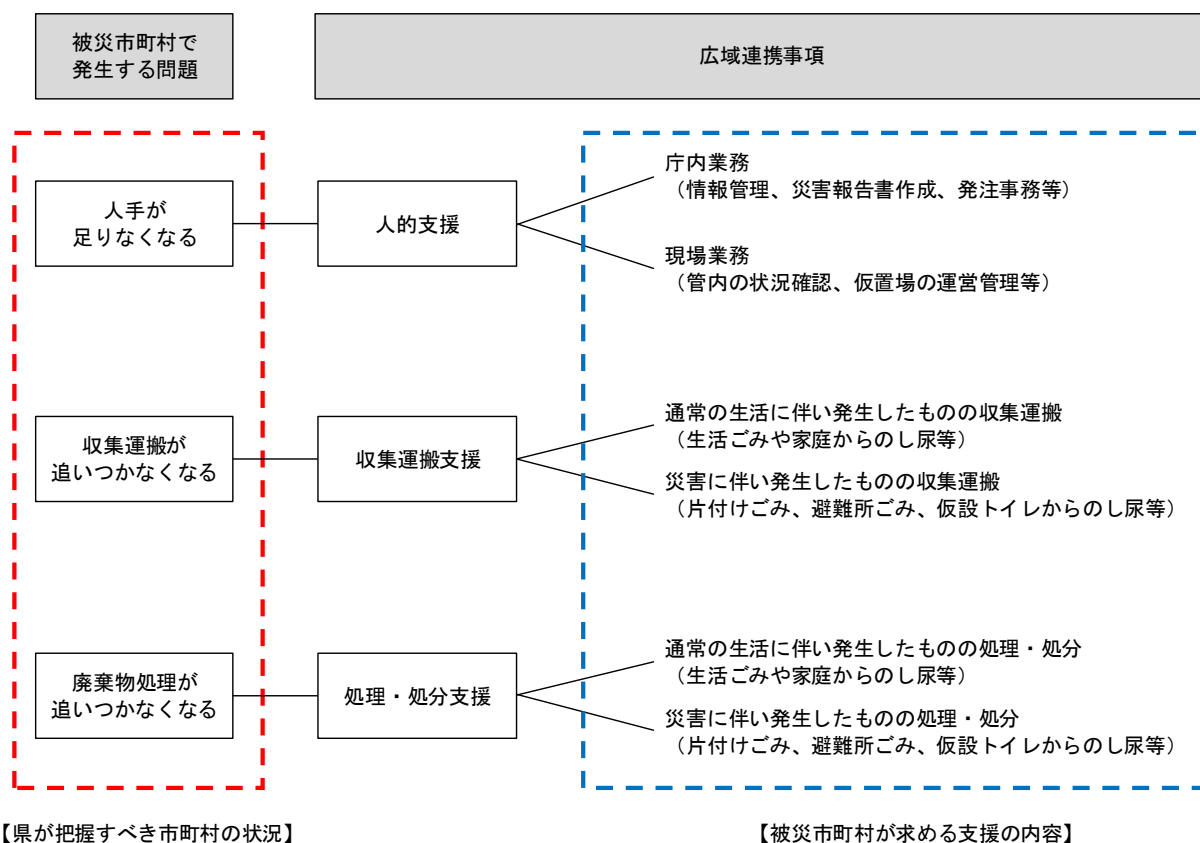 被災市町村で
発生する問題
広域連携事項
人手が
足りなくなる
人的支援
庁内業務
（情報管理、災害報告書作成、発注事務等）
現場業務
（管内の状況確認、仮置場の運営管理等）
収集運搬が
追いつかなくなる
収集運搬支援
通常の生活に伴い発生したものの収集運搬
（生活ごみや家庭からのし尿等）
災害に伴い発生したものの収集運搬
（片付けごみ、避難所ごみ、仮設トイレからのし尿等）
廃棄物処理が
追いつかなくなる
処理・処分支援
通常の生活に伴い発生したものの処理・処分
（生活ごみや家庭からのし尿等）
災害に伴い発生したものの処理・処分
（片付けごみ、避難所ごみ、仮設トイレからのし尿等）
【県が把握すべき市町村の状況】
【被災市町村が求める支援の内容】